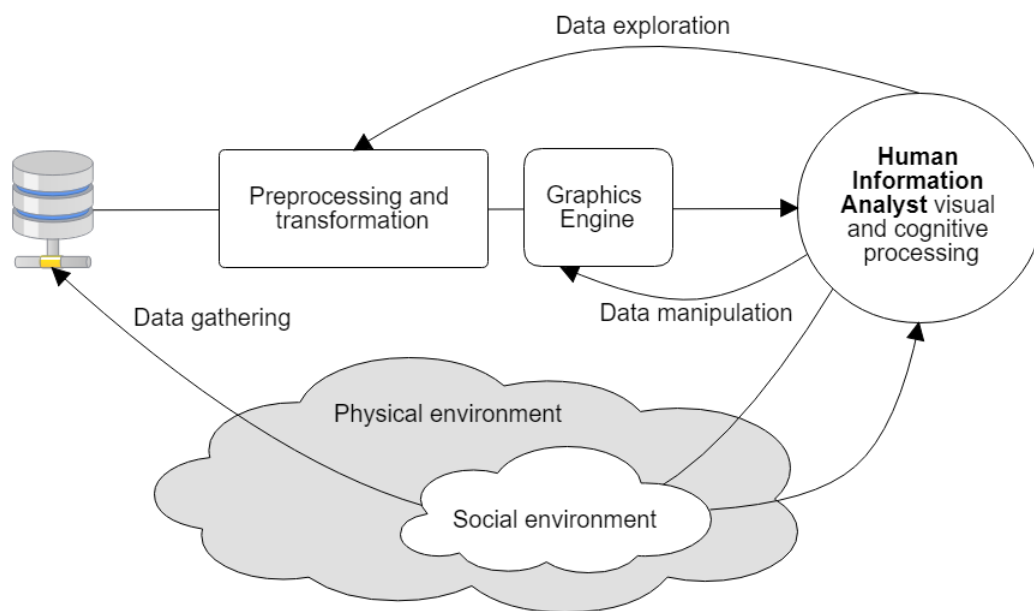 Data exploration
Preprocessing and
transformation
Graphics
Engine
Human
Information
Analyst visual
and cognitive
processing
Data gathering
Data manipulation
Physical environment
Social environment